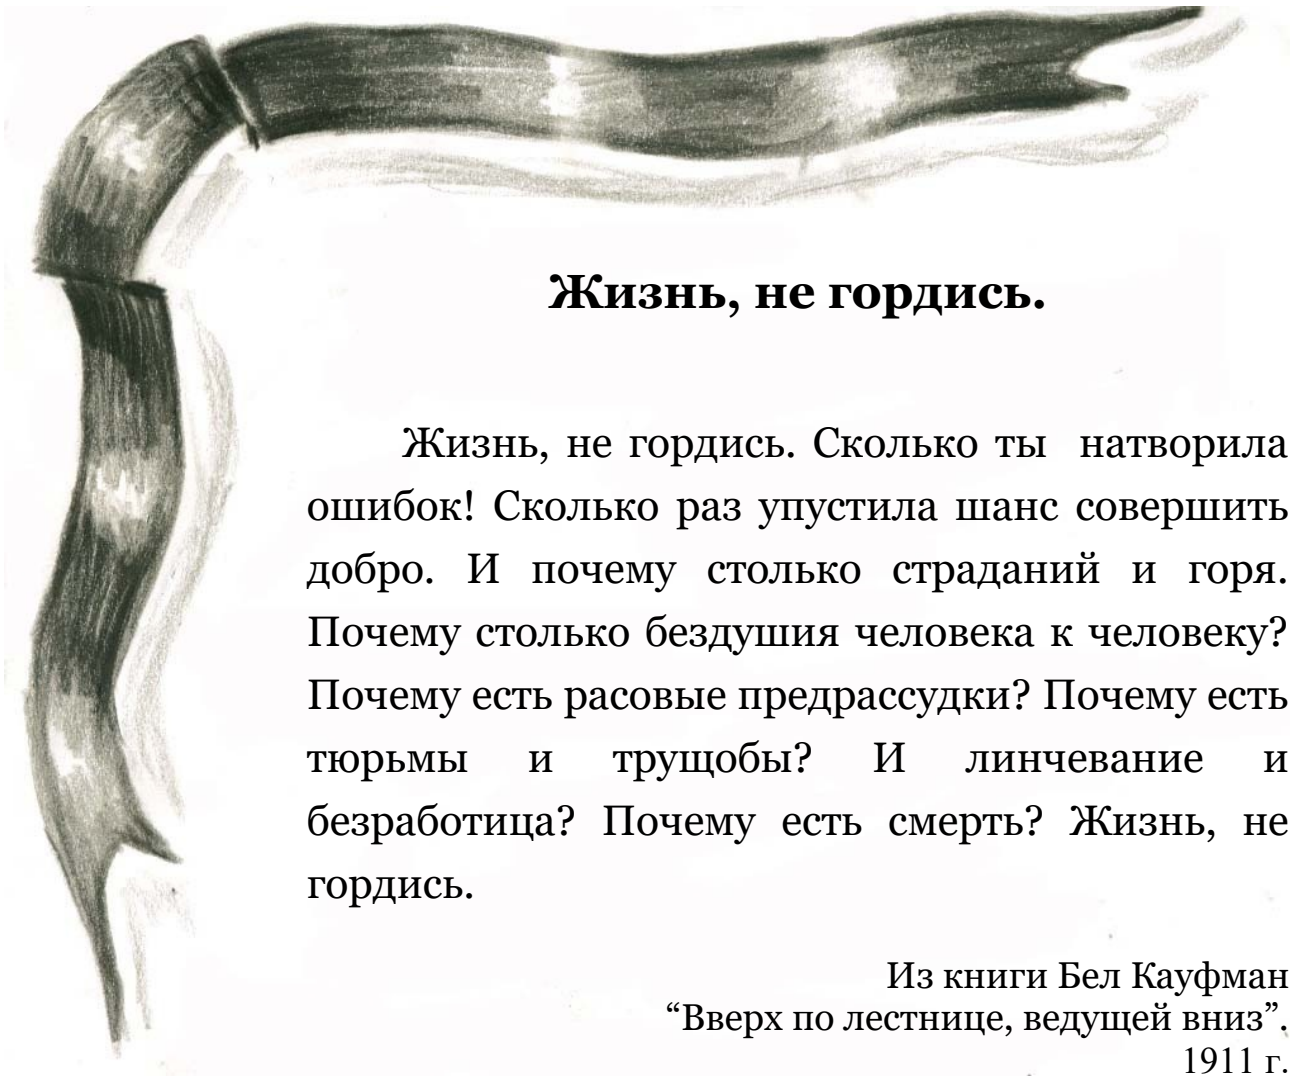 Жизнь, не гордись.
Жизнь, не гордись. Сколько ты натворила
ошибок! Сколько раз упустила шанс совершить
добро. И почему столько страданий и горя.
Почему столько бездушия человека к человеку?
Почему есть расовые предрассудки? Почему есть
тюрьмы и трущобы? И линчевание и
безработица? Почему есть смерть? Жизнь, не
гордись.
Из книги Бел Кауфман
“Вверх по лестнице, ведущей вниз”.
1911 г.